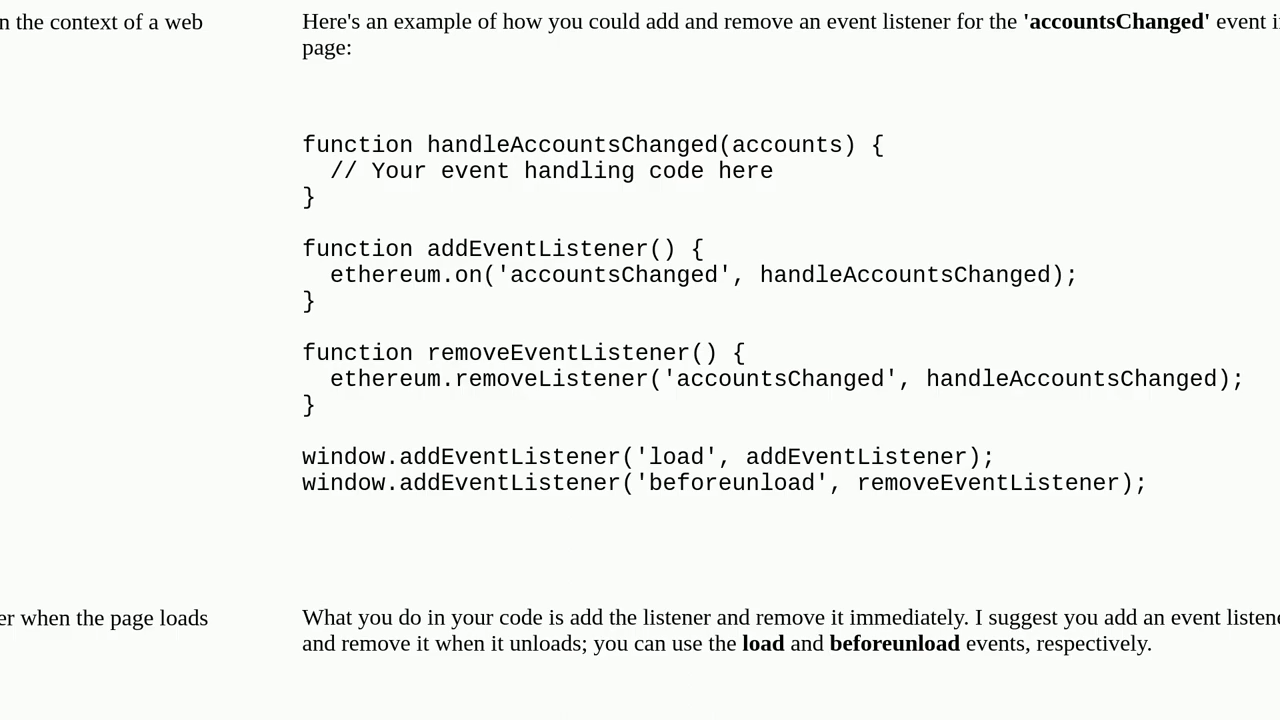 n the context of a web
Here's an example of how you could add and remove an event listener for the 'accountsChanged' event i
page:
function handleAccountsChanged(accounts) {
  // Your event handling code here
}
function addEventListener() {
  ethereum.on('accountsChanged', handleAccountsChanged);
}
function removeEventListener() {
  ethereum.removeListener('accountsChanged', handleAccountsChanged);
}
window.addEventListener('load', addEventListener);
window.addEventListener('beforeunload', removeEventListener);
er when the page loads
What you do in your code is add the listener and remove it immediately. I suggest you add an event listene
and remove it when it unloads; you can use the load and beforeunload events, respectively.